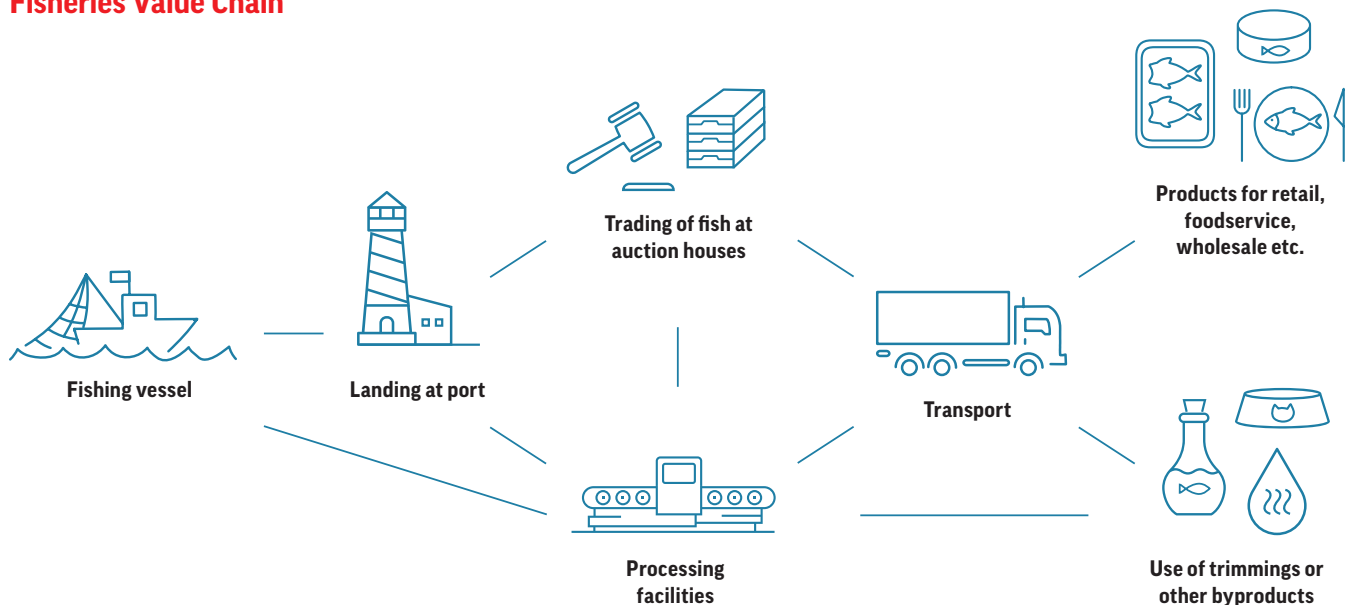 Fisheries Value Chain
Products for retail,
foodservice,
wholesale etc.
Trading of fish at
auction houses
Fishing vessel
Landing at port
Transport
Processing
facilities
Use of trimmings or
other byproducts